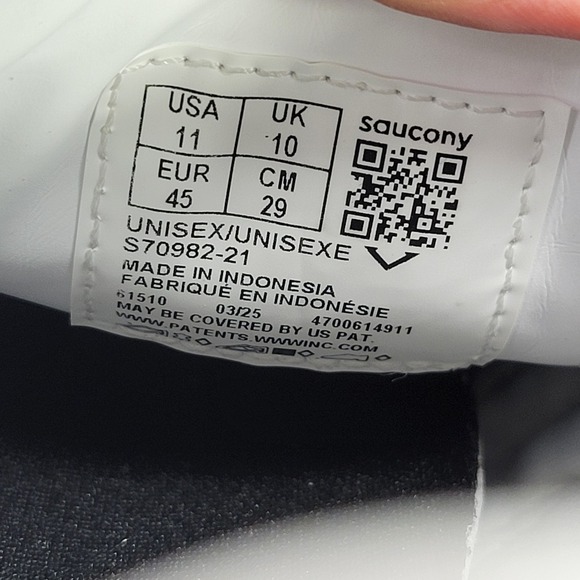 saucony
USA UK
11 10
EUR CM
45 29
UNISEX/UNISEXE
S70982-21
MADE IN INDONESIA
FABRIQUÉ EN INDONÉSIE
61510 03/25 4700614911
MAY BE COVERED BY US PAT.
WWW.PATENTS.WWWINC.COM